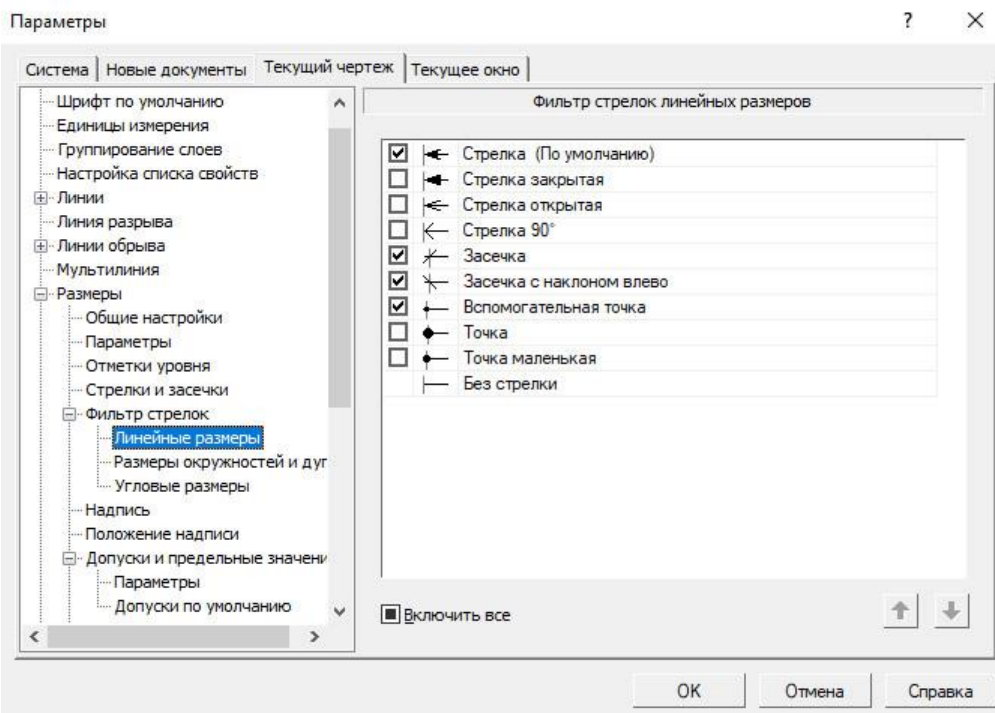 Параметры
?
Система
Новые документы
Текущий чертеж
Текущее окно
Шрифт по умолчанию
Единицы измерения
Группирование слоев
Настройка списка свойств
Линии
Линия разрыва
Линии обрыва
Мультилиния
Размеры
Общие настройки
Параметры
Отметки уровня
Стрелки и засечки
Фильтр стрелок
Линейные размеры
Размеры окружностей и дуг
Угловые размеры
Надпись
Положение надписи
Допуски и предельные значени
Параметры
Допуски по умолчанию
Фильтр стрелок линейных размеров
Стрелка (По умолчанию)
Стрелка закрытая
Стрелка открытая
Стрелка 90°
Засечка
Засечка с наклоном влево
Вспомогательная точка
Точка
Точка маленькая
Без стрелки
Включить все
OK
Отмена
Справка